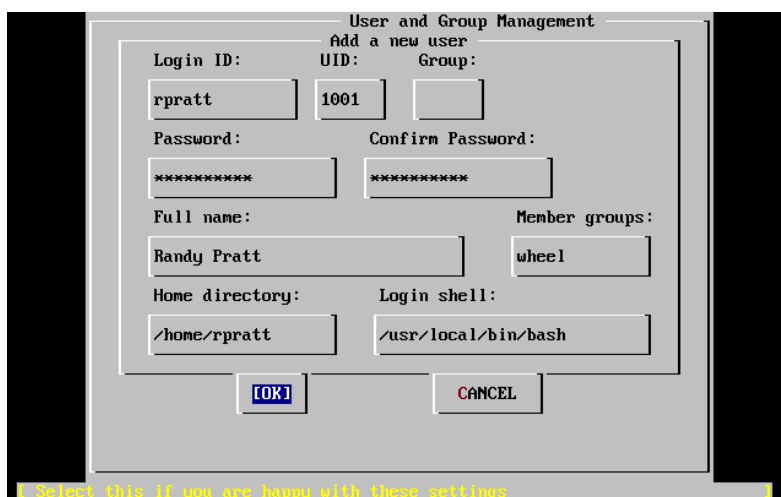 User and Group Management
Add a new user
Login ID: UID: Group:
rpratt 1001
Password: Confirm Password:
********** **********
Full name: Member groups:
Randy Pratt wheel
Home directory: Login shell:
/home/rpratt /usr/local/bin/bash
[OK] CANCEL
[ Select this if you are happy with these settings ]